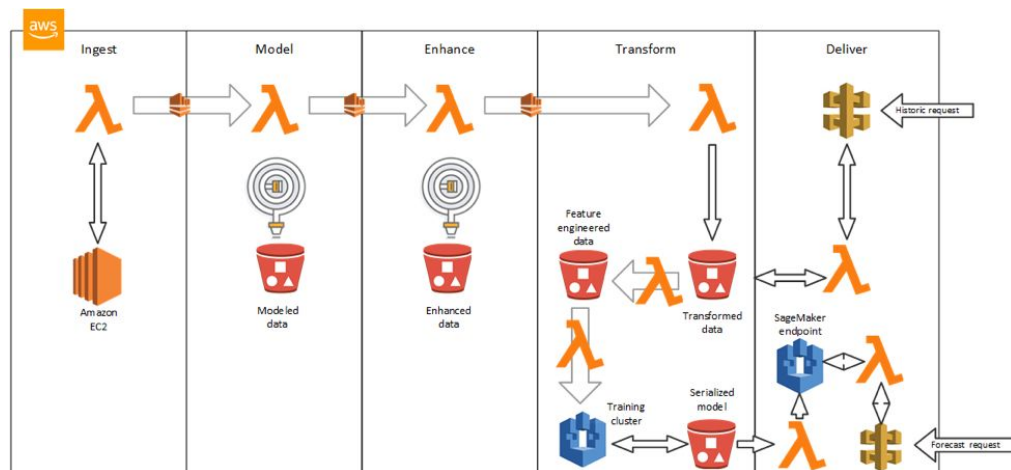 aws
Ingest
Model
Enhance
Transform
Deliver
Historic request
Feature
engineered
data
Amazon
EC2
Modeled
data
Enhanced
data
Transformed
data
SageMaker
endpoint
Training
cluster
Serialized
model
Forecast request